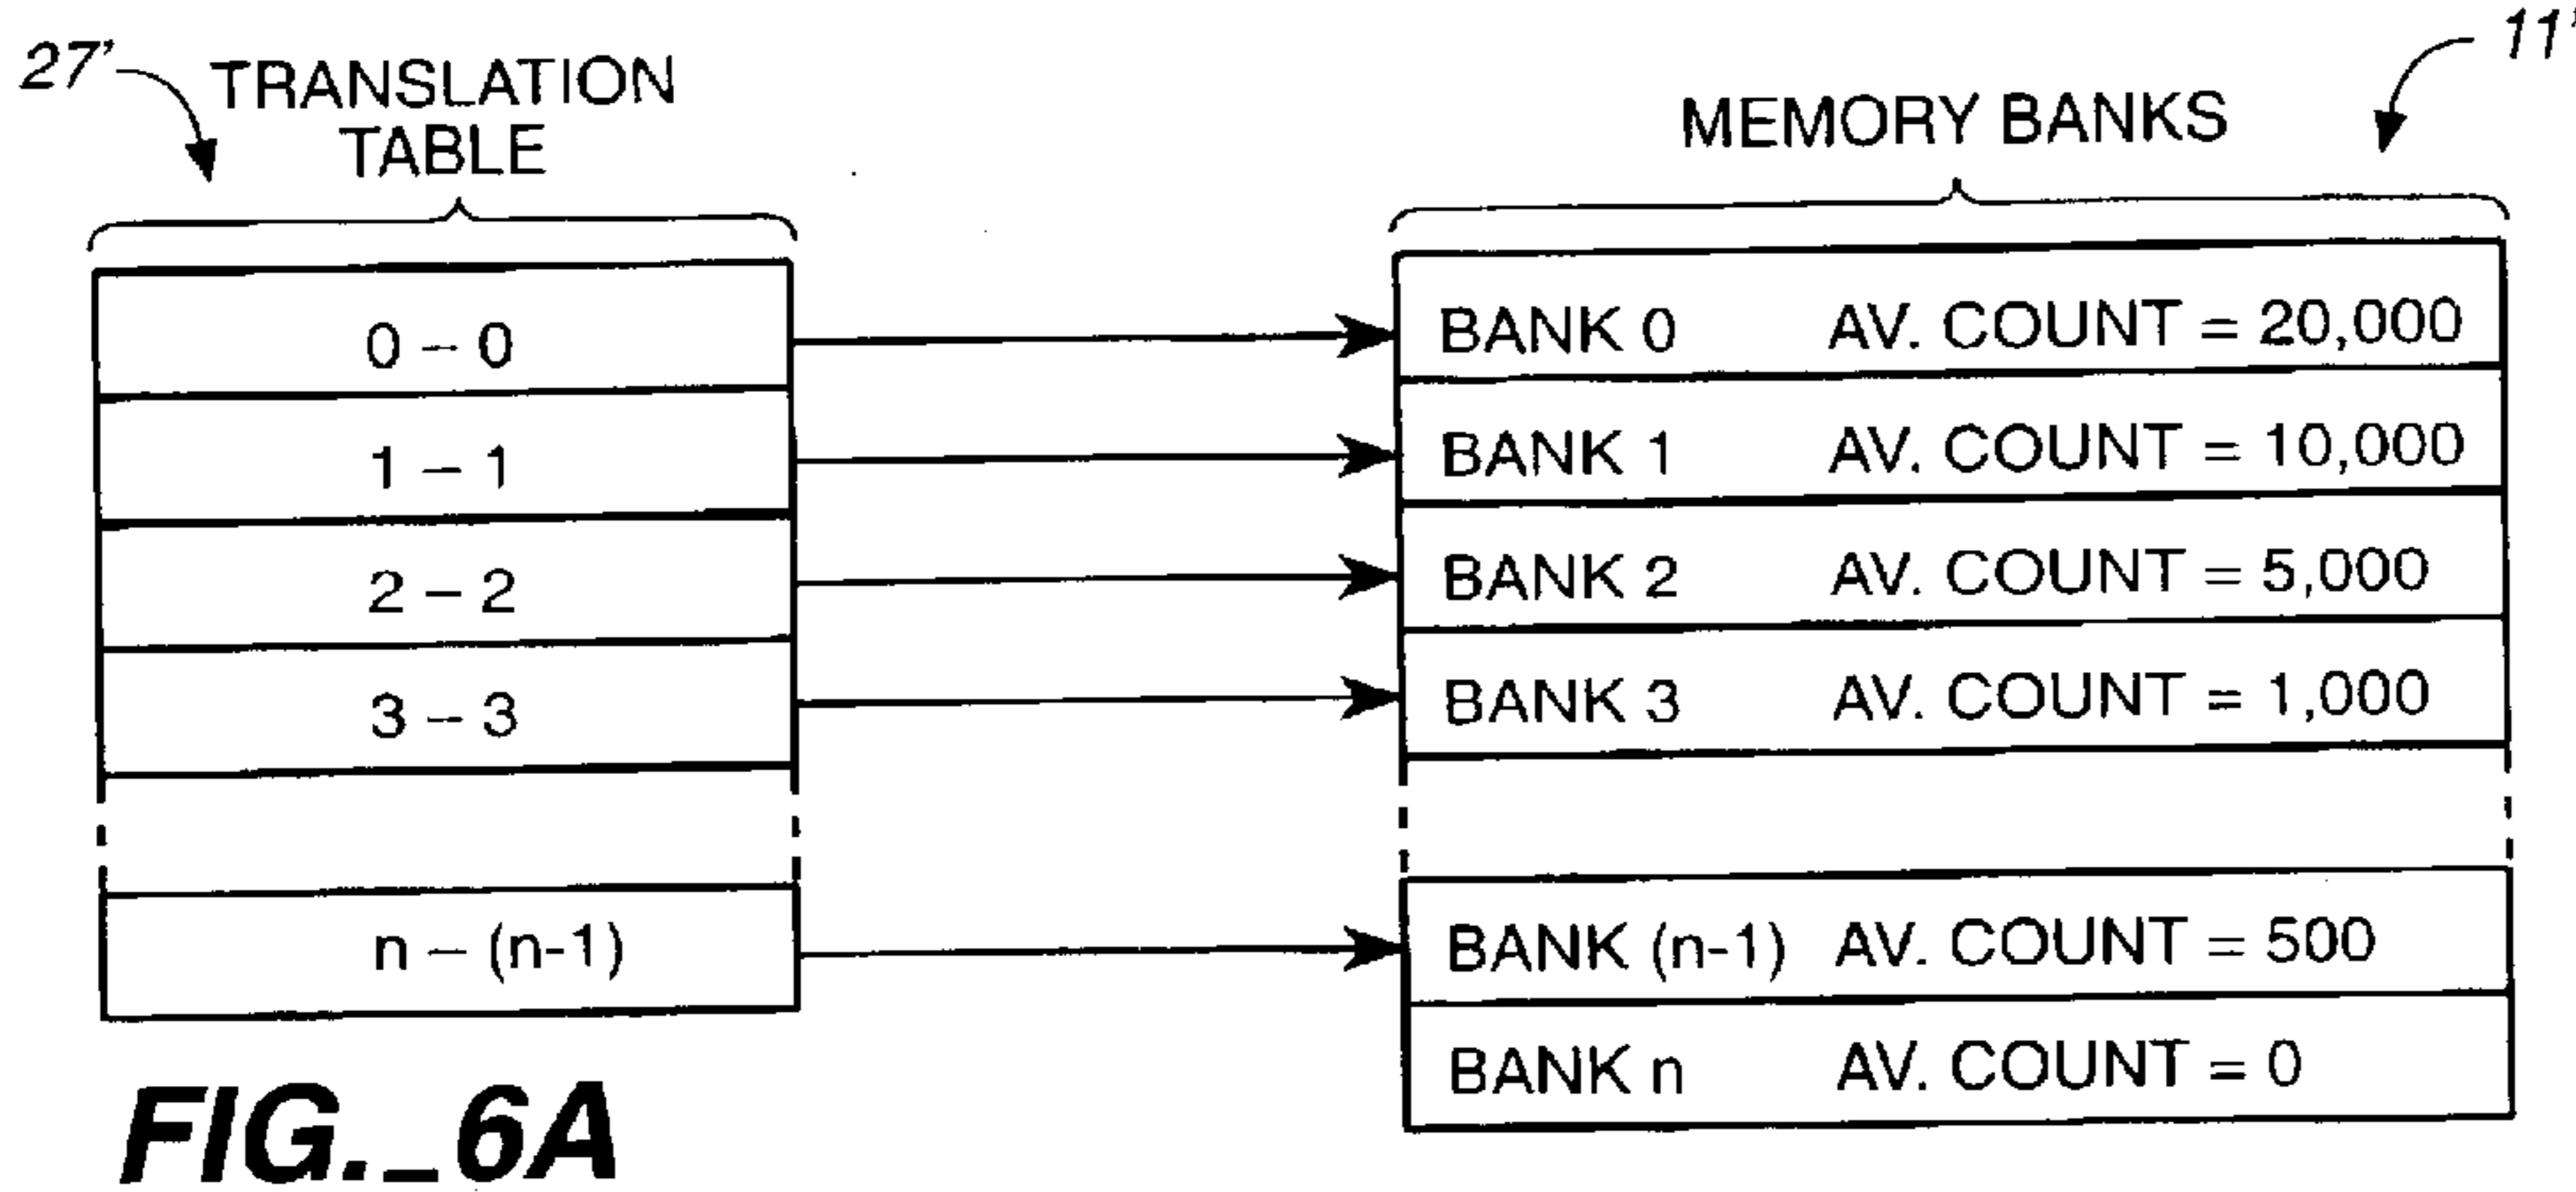 27'
TRANSLATION
TABLE
0 – 0
1 – 1
2 – 2
3 – 3
n – (n-1)
MEMORY BANKS
11'
BANK 0 AV. COUNT = 20,000
BANK 1 AV. COUNT = 10,000
BANK 2 AV. COUNT = 5,000
BANK 3 AV. COUNT = 1,000
BANK (n-1) AV. COUNT = 500
BANK n AV. COUNT = 0
FIG._6A